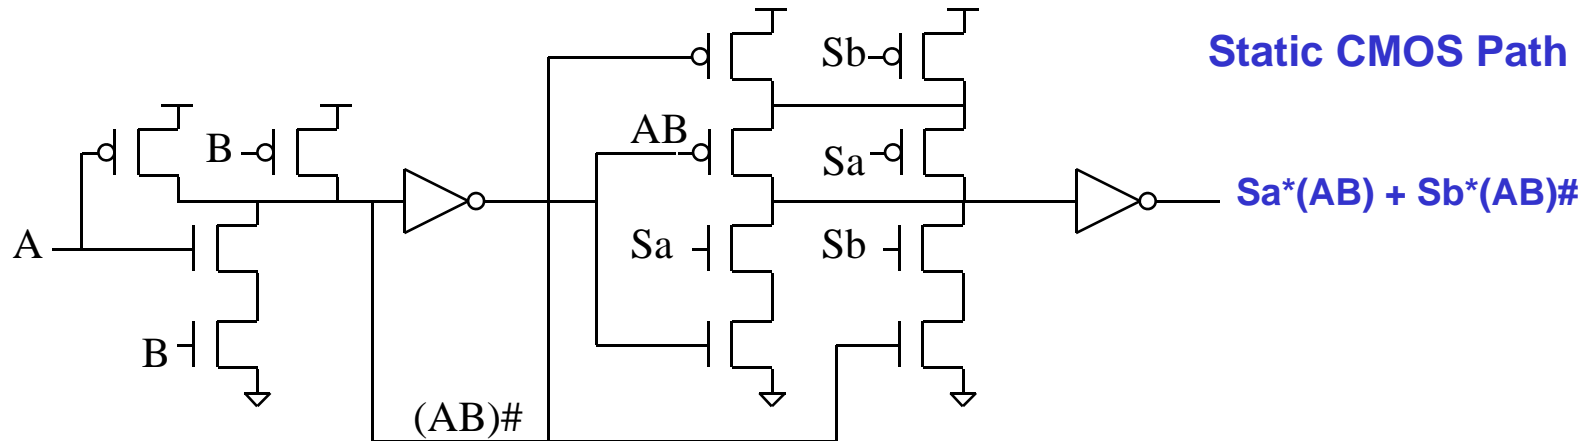 Sb
Static CMOS Path
B
AB
Sa
Sa*(AB) + Sb*(AB)#
A
Sa
Sb
B
(AB)#